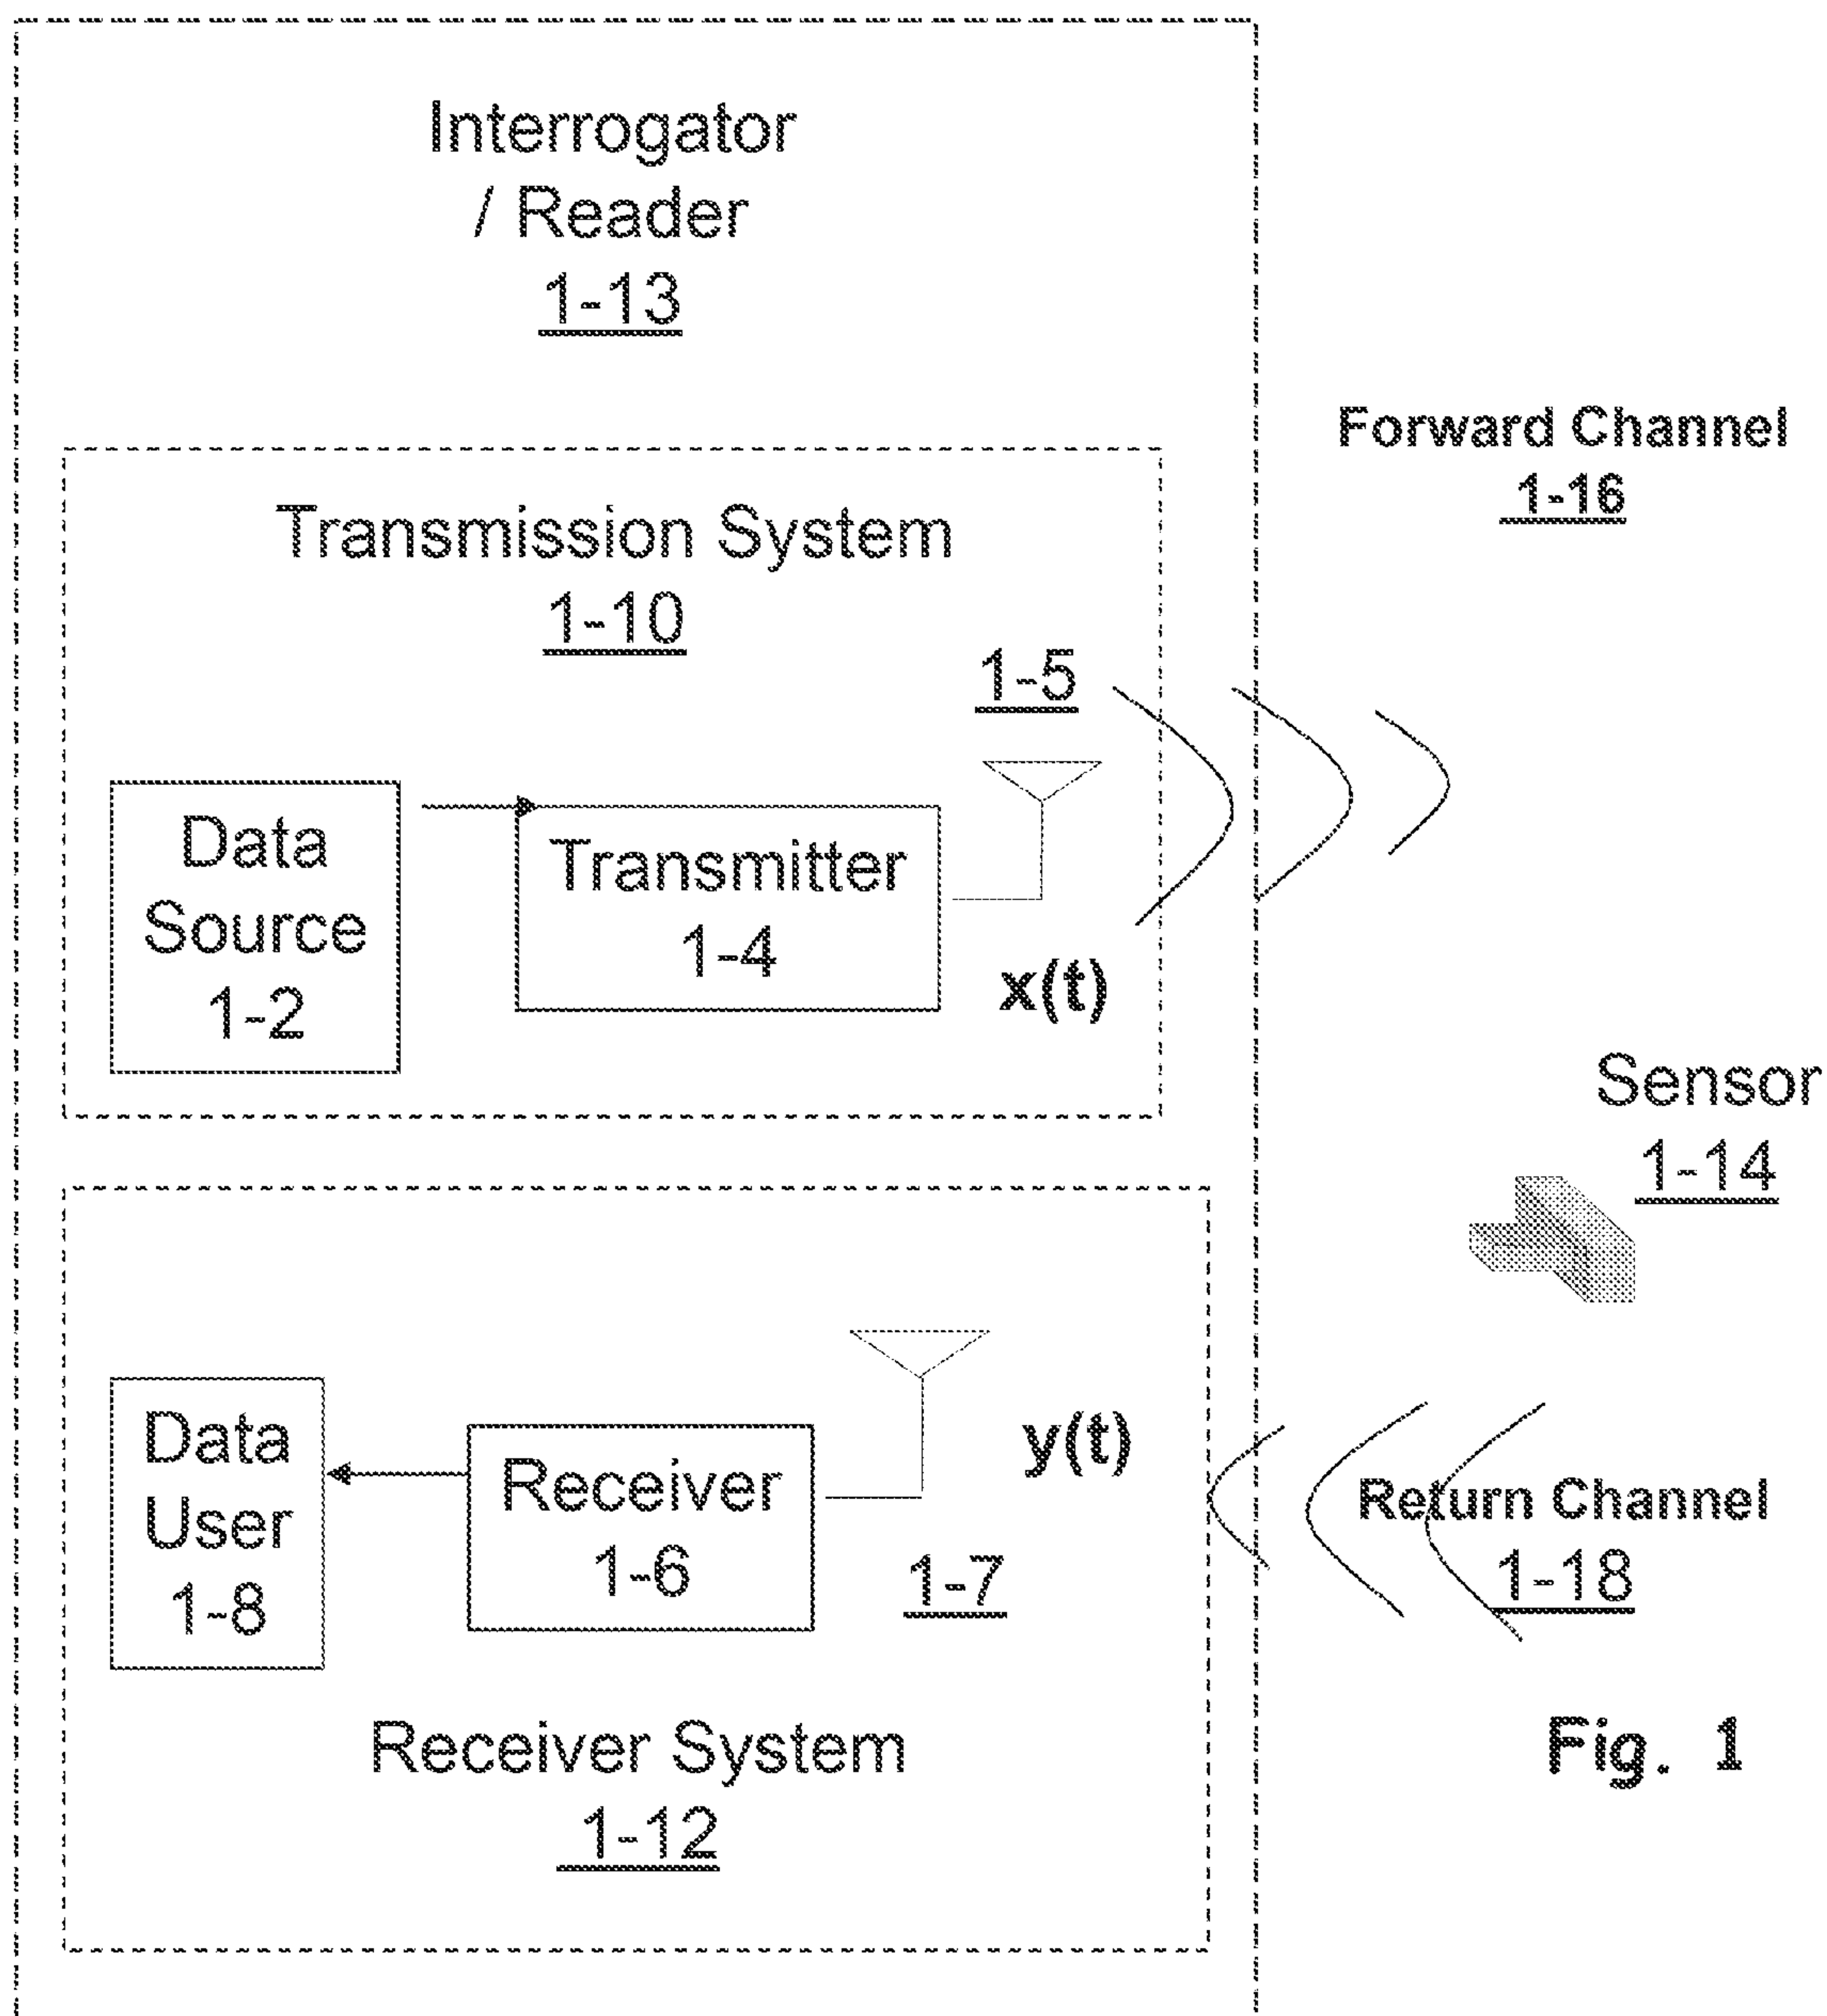 Interrogator
/ Reader
1-13
Forward Channel
1-16
Transmission System
1-10
1-5
Data
Source
1-2
Transmitter
1-4
x(t)
Sensor
1-14
Data
User
1-8
Receiver
1-6
1-7
y(t)
Return Channel
1-18
Receiver System
1-12
Fig. 1